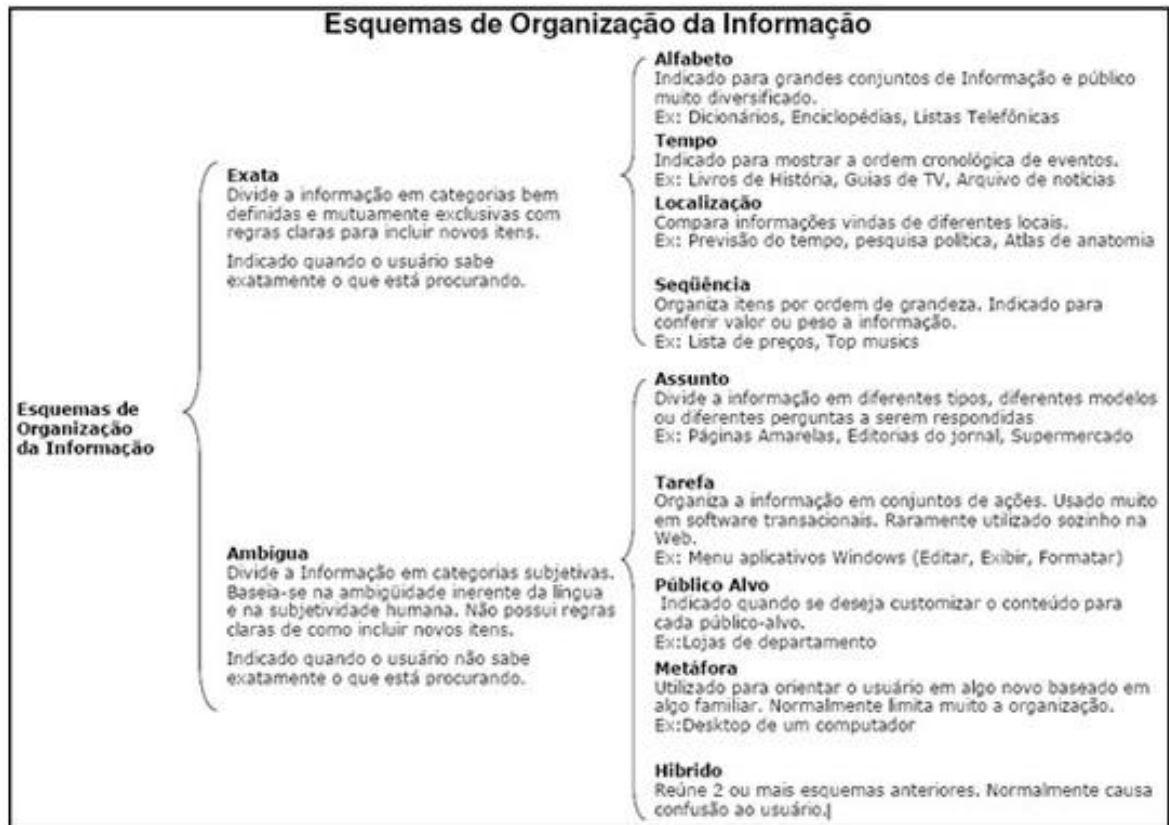 Esquemas de Organização da Informação
Esquemas de
Organização
da Informação
Exata
Divide a informação em categorias bem
definidas e mutuamente exclusivas com
regras claras para incluir novos itens.
Indicado quando o usuário sabe
exatamente o que está procurando.
Alfabeto
Indicado para grandes conjuntos de Informação e público
muito diversificado.
Ex: Dicionários, Enciclopédias, Listas Telefônicas
Tempo
Indicado para mostrar a ordem cronológica de eventos.
Ex: Livros de História, Guias de TV, Arquivo de notícias
Localização
Compara informações vindas de diferentes locais.
Ex: Previsão do tempo, pesquisa política, Atlas de anatomia
Seqüência
Organiza itens por ordem de grandeza. Indicado para
conferir valor ou peso a informação.
Ex: Lista de preços, Top musics
Ambígua
Divide a Informação em categorias subjetivas.
Baseia-se na ambigüidade inerente da língua
e na subjetividade humana. Não possui regras
claras de como incluir novos itens.
Indicado quando o usuário não sabe
exatamente o que está procurando.
Assunto
Divide a informação em diferentes tipos, diferentes modelos
ou diferentes perguntas a serem respondidas
Ex: Páginas Amarelas, Editorias do jornal, Supermercado
Tarefa
Organiza a informação em conjuntos de ações. Usado muito
em software transacionais. Raramente utilizado sozinho na
Web.
Ex: Menu aplicativos Windows (Editar, Exibir, Formatar)
Público Alvo
Indicado quando se deseja customizar o conteúdo para
cada público-alvo.
Ex:Lojas de departamento
Metáfora
Utilizado para orientar o usuário em algo novo baseado em
algo familiar. Normalmente limita muito a organização.
Ex:Desktop de um computador
Hibrido
Reúne 2 ou mais esquemas anteriores. Normalmente causa
confusão ao usuário.